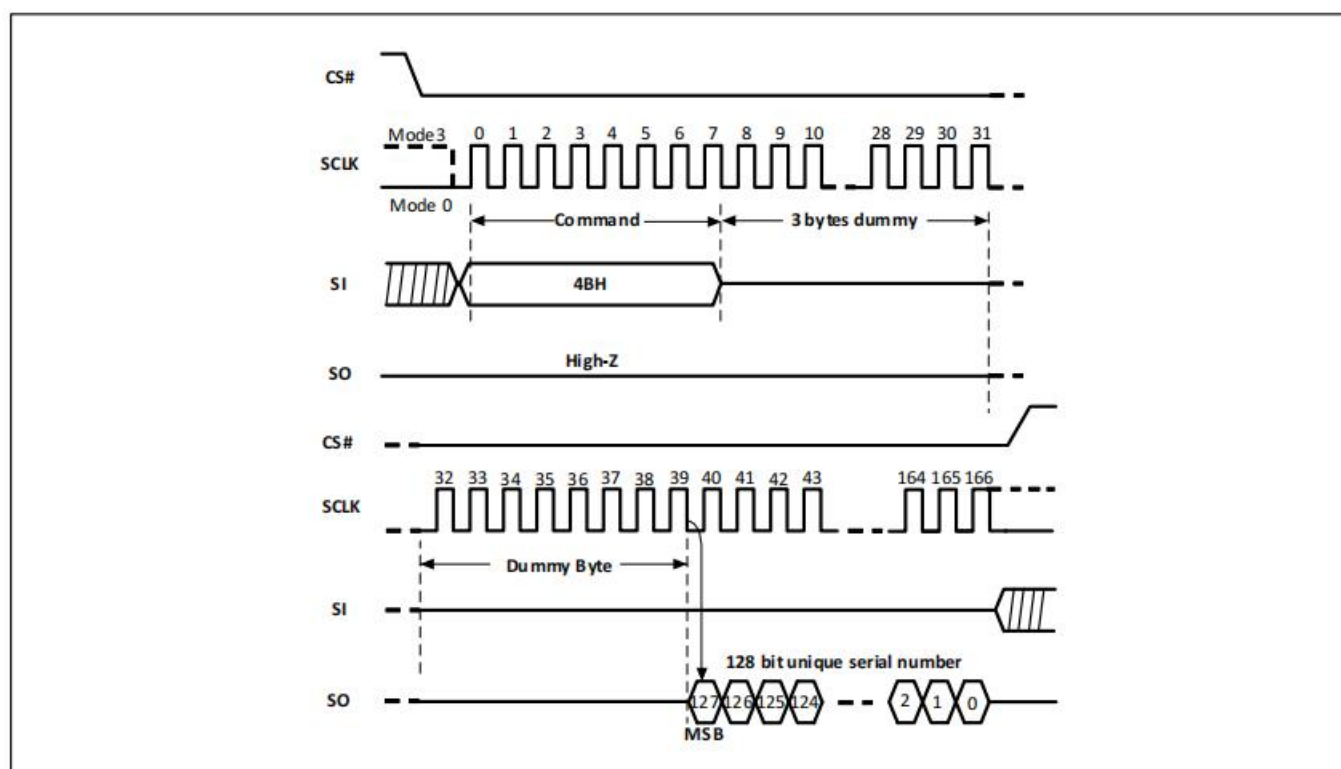 CS#
Mode3 0 1 2 3 4 5 6 7 8 9 10 28 29 30 31
SCLK
Mode 0
Command 3 bytes dummy
SI 4BH
High-Z
SO
CS#
32 33 34 35 36 37 38 39 40 41 42 43 164 165 166
SCLK
Dummy Byte
SI
128 bit unique serial number
SO 127 126 125 124 2 1 0
MSB